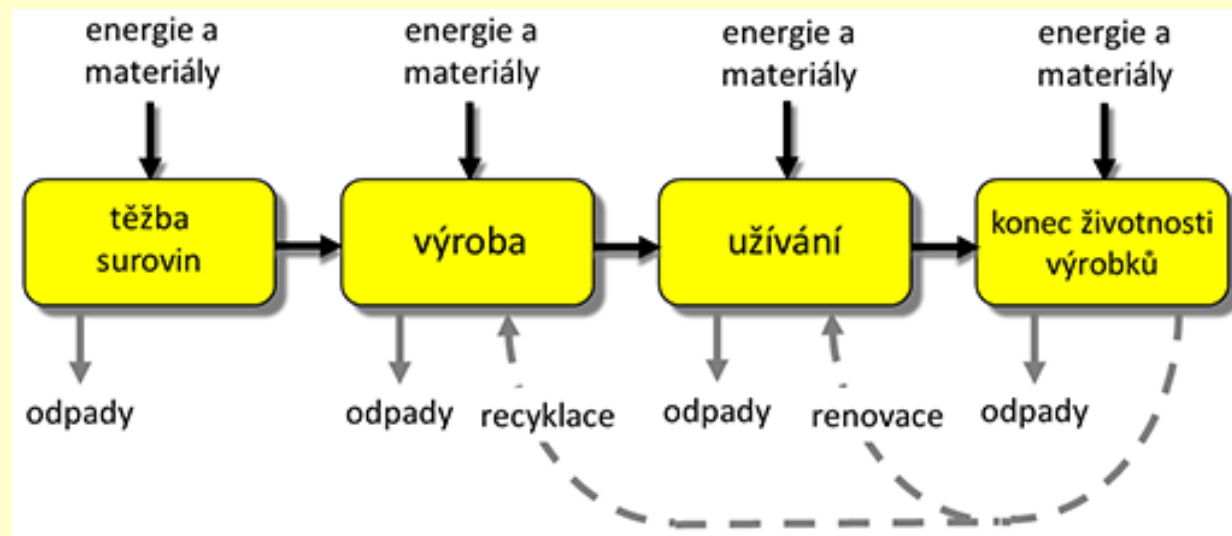 energie a
materiály
energie a
materiály
energie a
materiály
energie a
materiály
těžba
surovin
výroba
užívání
konec životnosti
výrobků
odpady
odpady
recyklace
odpady
renovace
odpady